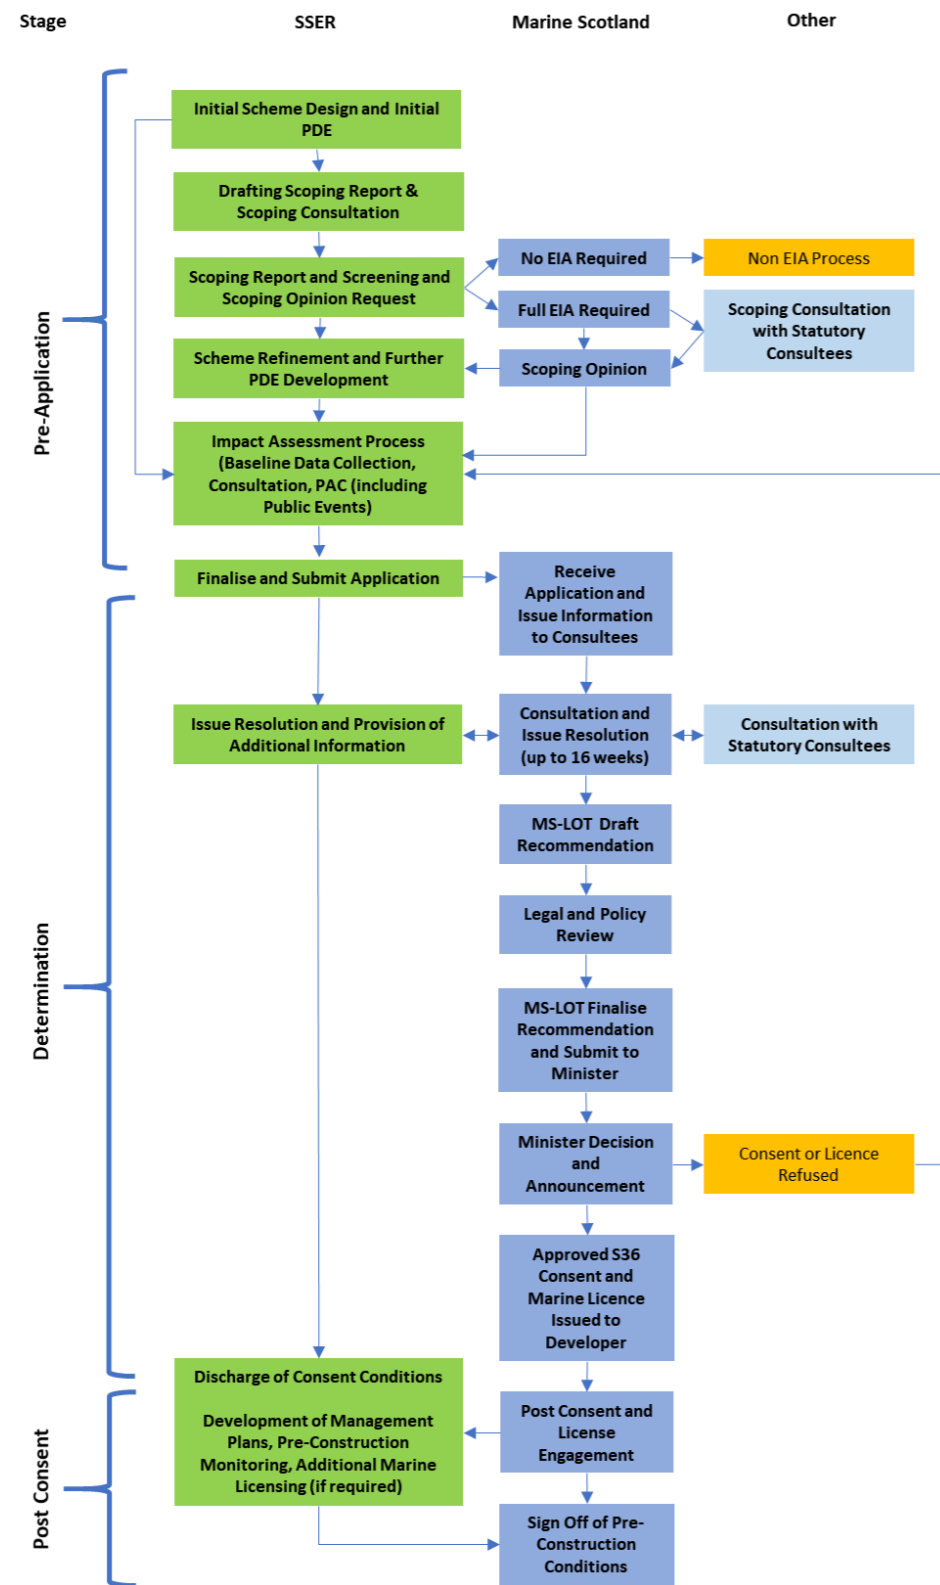 Stage
SSER
Marine Scotland
Other
Pre-Application
Initial Scheme Design and Initial
PDE
Drafting Scoping Report &
Scoping Consultation
Scoping Report and Screening and
Scoping Opinion Request
No EIA Required
Non EIA Process
Full EIA Required
Scoping Consultation
with Statutory
Consultees
Scheme Refinement and Further
PDE Development
Scoping Opinion
Impact Assessment Process
(Baseline Data Collection,
Consultation, PAC (including
Public Events)
Finalise and Submit Application
Receive
Application and
Issue Information
to Consultees
Determination
Issue Resolution and Provision of
Additional Information
Consultation and
Issue Resolution
(up to 16 weeks)
Consultation with
Statutory Consultees
MS-LOT Draft
Recommendation
Legal and Policy
Review
MS-LOT Finalise
Recommendation
and Submit to
Minister
Minister Decision
and
Announcement
Consent or Licence
Refused
Approved S36
Consent and
Marine Licence
Issued to
Developer
Post Consent
Discharge of Consent Conditions
Development of Management
Plans, Pre-Construction
Monitoring, Additional Marine
Licensing (if required)
Post Consent and
License
Engagement
Sign Off of Pre-
Construction
Conditions